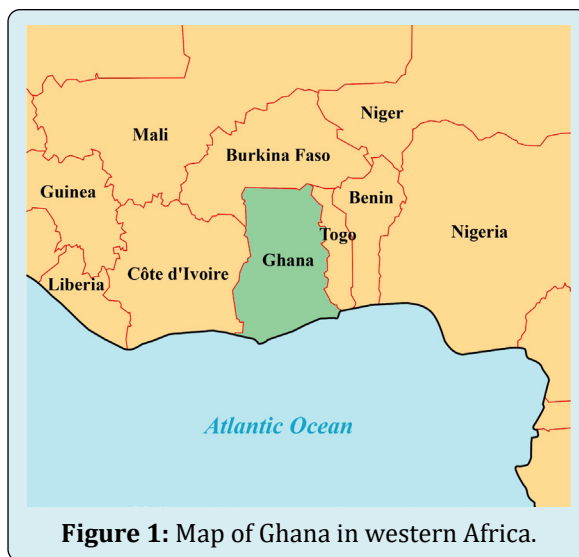 Niger
Mali
Burkina Faso
Guinea
Benin
Togo
Nigeria
Ghana
Côte d'Ivoire
Liberia
Atlantic Ocean
Figure 1: Map of Ghana in western Africa.